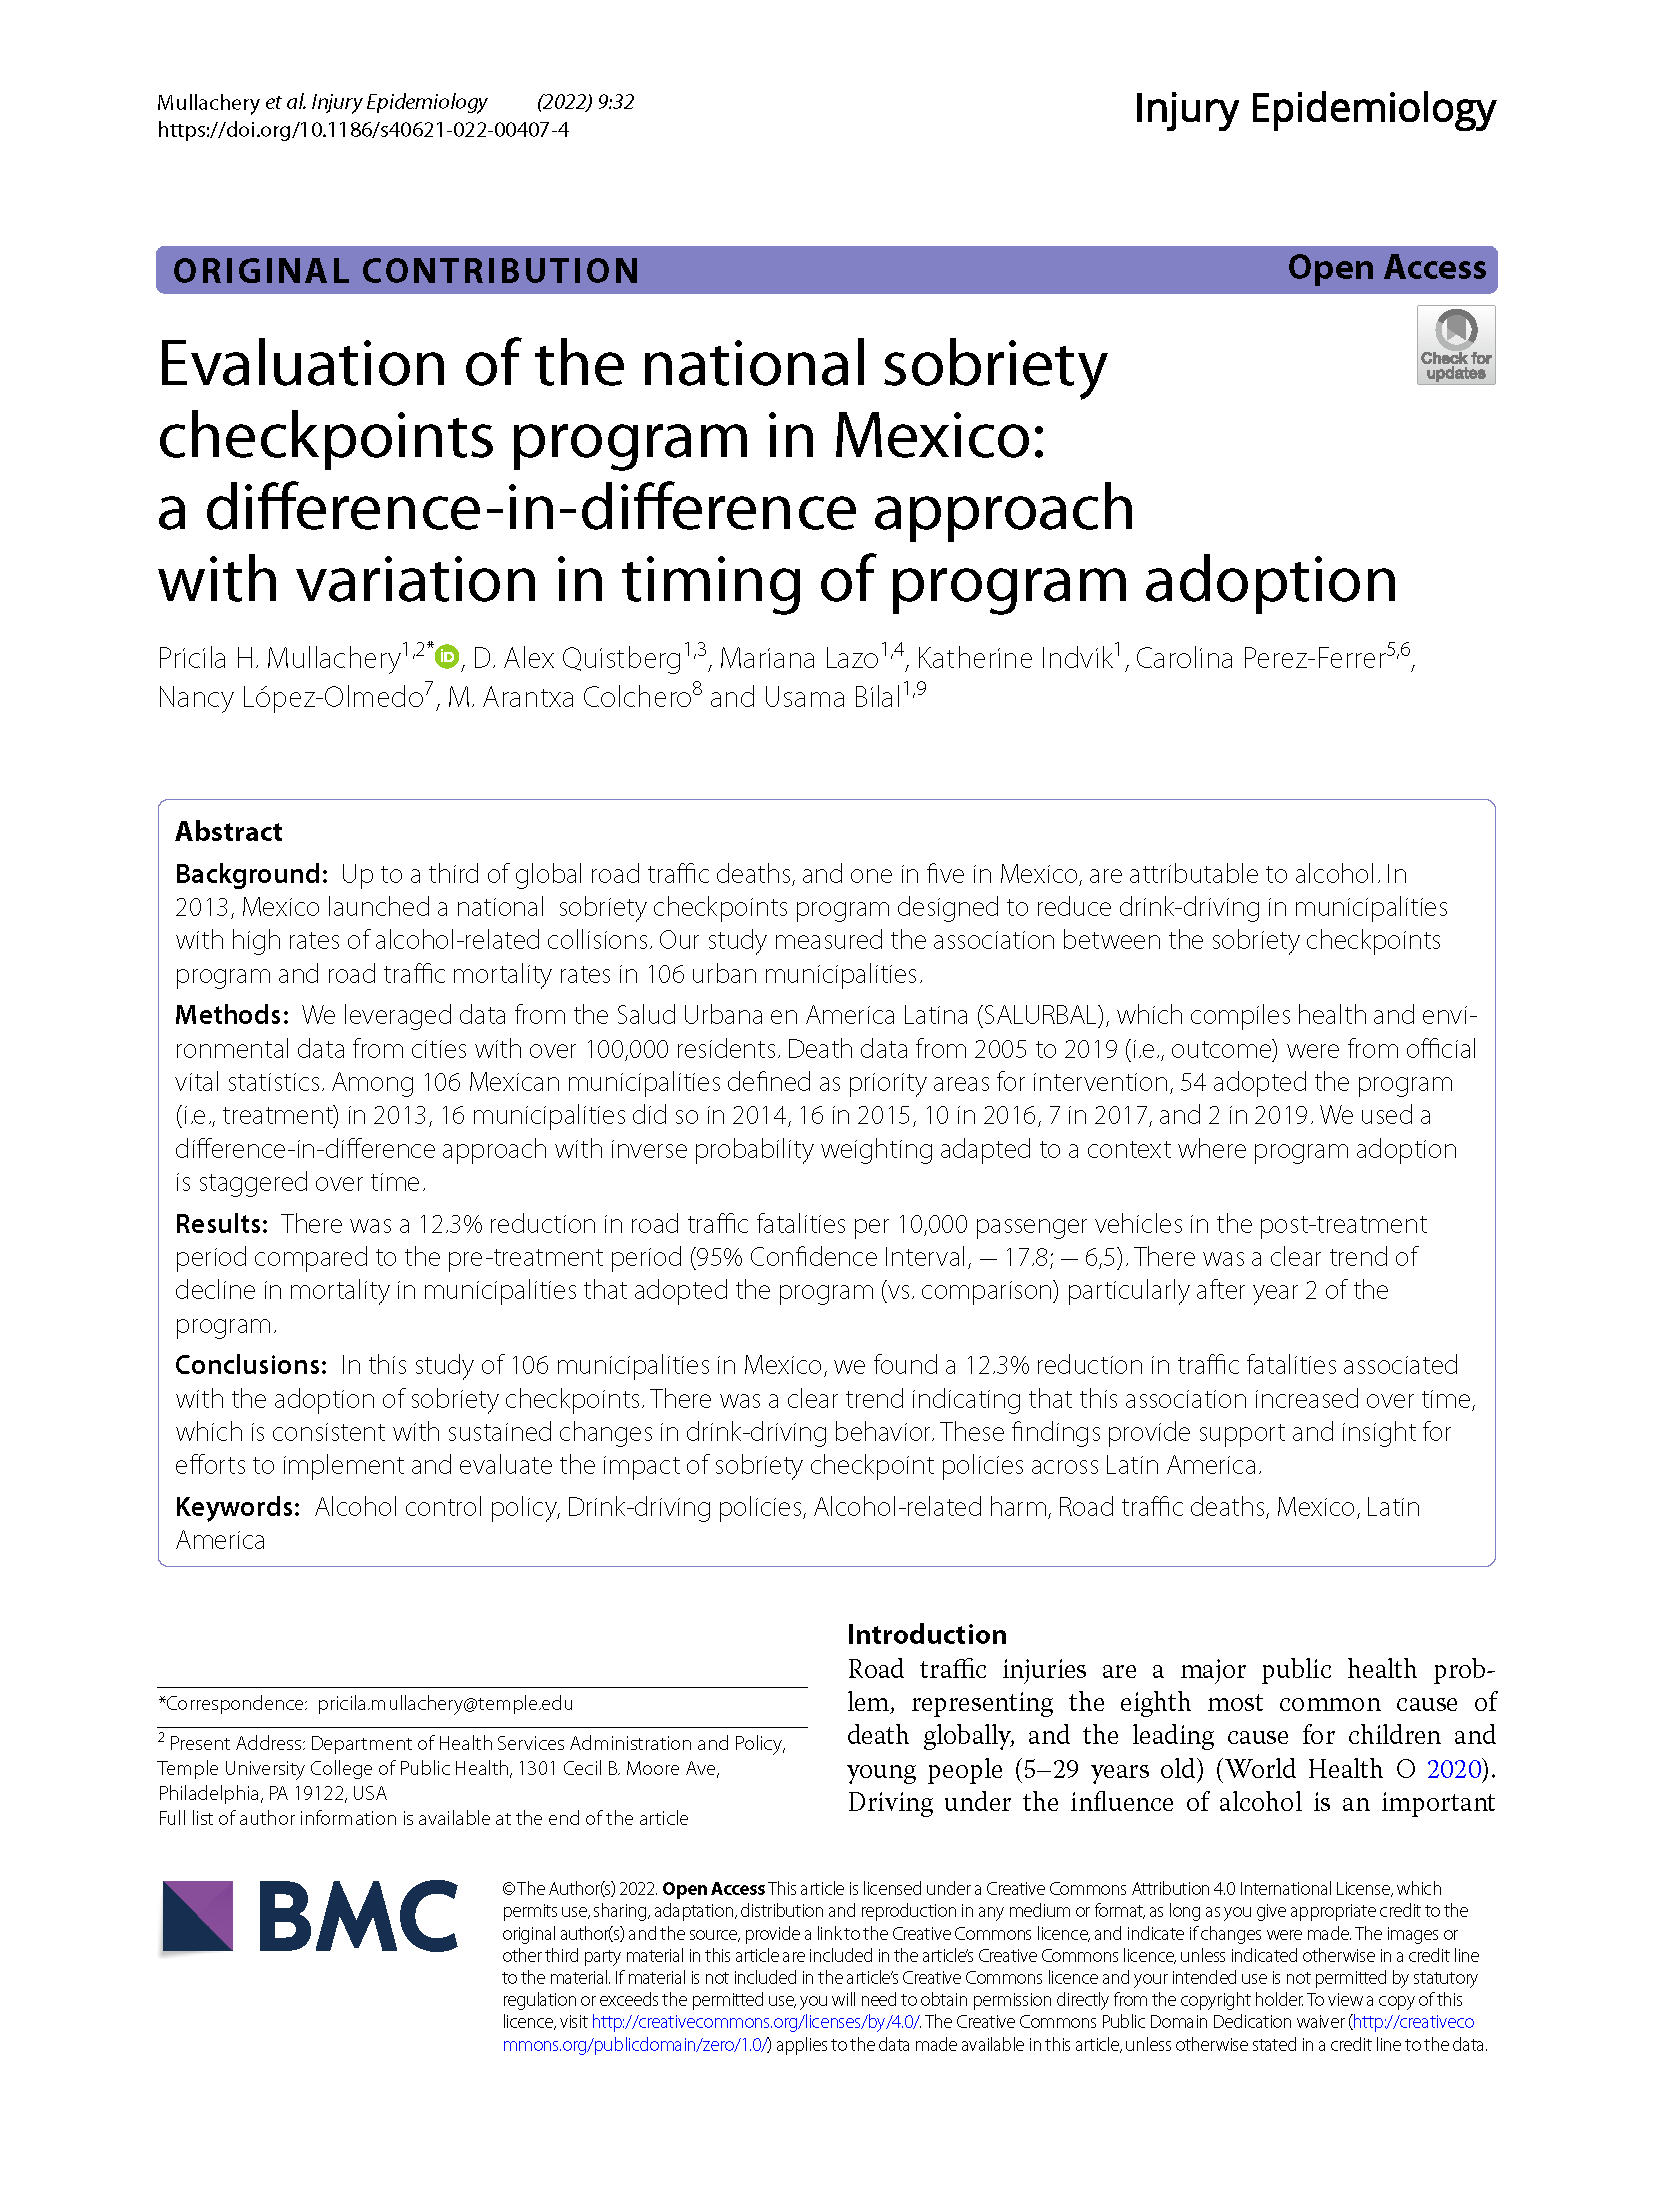 Mullachery et al. Injury Epidemiology (2022) 9:32
https://doi.org/10.1186/s40621-022-00407-4
Injury Epidemiology
ORIGINAL CONTRIBUTION
Open Access
Check for
updates
Evaluation of the national sobriety
checkpoints program in Mexico:
a difference-in-difference approach
with variation in timing of program adoption
Pricila H. Mullachery1,2* iD, D. Alex Quistberg1,3, Mariana Lazo1,4, Katherine Indvik1, Carolina Perez-Ferrer5,6,
Nancy López-Olmedo7, M. Arantxa Colchero8 and Usama Bilal1,9
Abstract
Background: Up to a third of global road traffic deaths, and one in five in Mexico, are attributable to alcohol. In
2013, Mexico launched a national sobriety checkpoints program designed to reduce drink-driving in municipalities
with high rates of alcohol-related collisions. Our study measured the association between the sobriety checkpoints
program and road traffic mortality rates in 106 urban municipalities.
Methods: We leveraged data from the Salud Urbana en America Latina (SALURBAL), which compiles health and envi-
ronmental data from cities with over 100,000 residents. Death data from 2005 to 2019 (i.e., outcome) were from official
vital statistics. Among 106 Mexican municipalities defined as priority areas for intervention, 54 adopted the program
(i.e., treatment) in 2013, 16 municipalities did so in 2014, 16 in 2015, 10 in 2016, 7 in 2017, and 2 in 2019. We used a
difference-in-difference approach with inverse probability weighting adapted to a context where program adoption
is staggered over time.
Results: There was a 12.3% reduction in road traffic fatalities per 10,000 passenger vehicles in the post-treatment
period compared to the pre-treatment period (95% Confidence Interval, − 17.8; − 6,5). There was a clear trend of
decline in mortality in municipalities that adopted the program (vs. comparison) particularly after year 2 of the
program.
Conclusions: In this study of 106 municipalities in Mexico, we found a 12.3% reduction in traffic fatalities associated
with the adoption of sobriety checkpoints. There was a clear trend indicating that this association increased over time,
which is consistent with sustained changes in drink-driving behavior. These findings provide support and insight for
efforts to implement and evaluate the impact of sobriety checkpoint policies across Latin America.
Keywords: Alcohol control policy, Drink-driving policies, Alcohol-related harm, Road traffic deaths, Mexico, Latin
America
*Correspondence: pricila.mullachery@temple.edu
2 Present Address: Department of Health Services Administration and Policy,
Temple University College of Public Health, 1301 Cecil B. Moore Ave,
Philadelphia, PA 19122, USA
Full list of author information is available at the end of the article
Introduction
Road traffic injuries are a major public health prob-
lem, representing the eighth most common cause of
death globally, and the leading cause for children and
young people (5–29 years old) (World Health O 2020).
Driving under the influence of alcohol is an important
BMC
© The Author(s) 2022. Open Access This article is licensed under a Creative Commons Attribution 4.0 International License, which
permits use, sharing, adaptation, distribution and reproduction in any medium or format, as long as you give appropriate credit to the
original author(s) and the source, provide a link to the Creative Commons licence, and indicate if changes were made. The images or
other third party material in this article are included in the article's Creative Commons licence, unless indicated otherwise in a credit line
to the material. If material is not included in the article's Creative Commons licence and your intended use is not permitted by statutory
regulation or exceeds the permitted use, you will need to obtain permission directly from the copyright holder. To view a copy of this
licence, visit http://creativecommons.org/licenses/by/4.0/. The Creative Commons Public Domain Dedication waiver (http://creativeco
mmons.org/publicdomain/zero/1.0/) applies to the data made available in this article, unless otherwise stated in a credit line to the data.